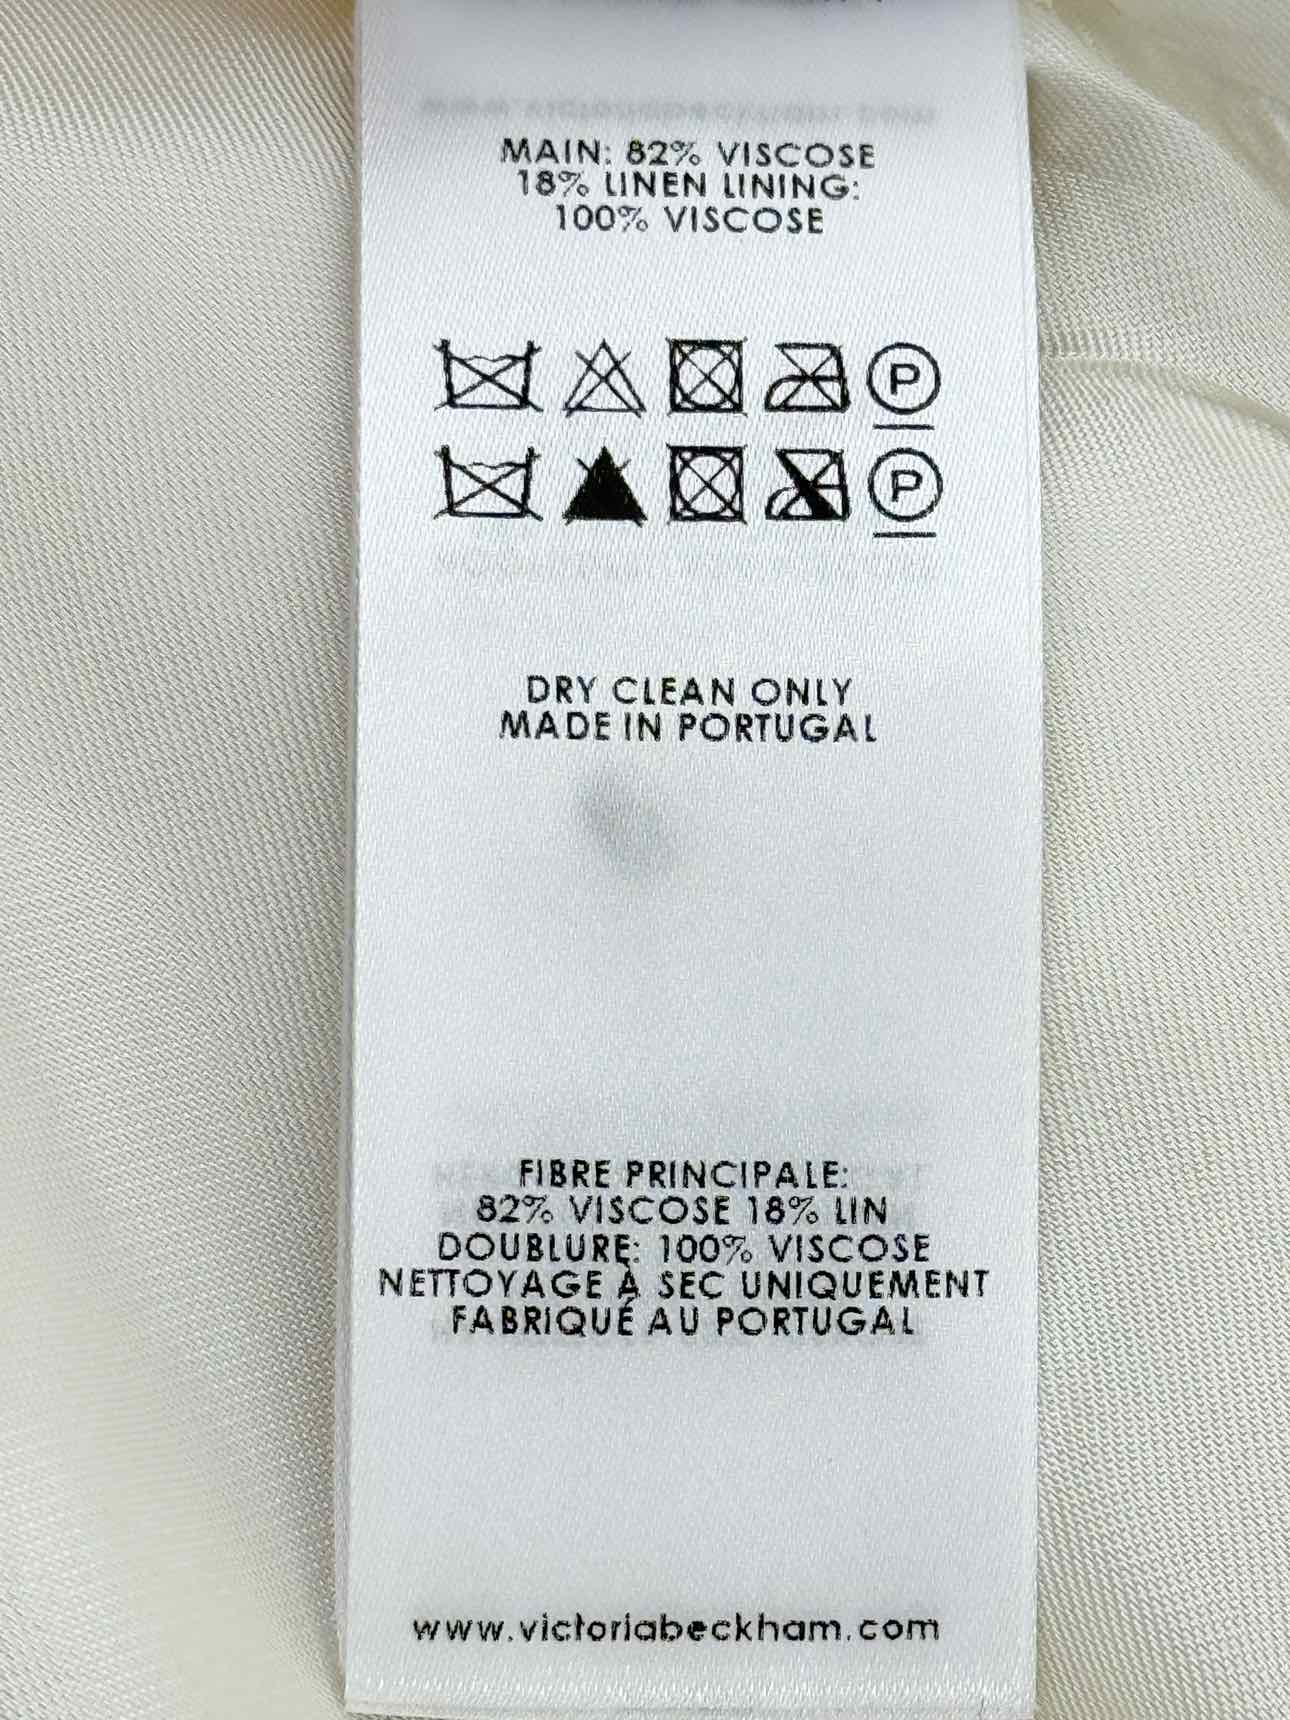 MAIN: 82% VISCOSE
18% LINEN LINING:
100% VISCOSE
P
P
DRY CLEAN ONLY
MADE IN PORTUGAL
FIBRE PRINCIPALE:
82% VISCOSE 18% LIN
DOUBLURE: 100% VISCOSE
NETTOYAGE À SEC UNIQUEMENT
FABRIQUÉ AU PORTUGAL
www.victoriabeckham.com